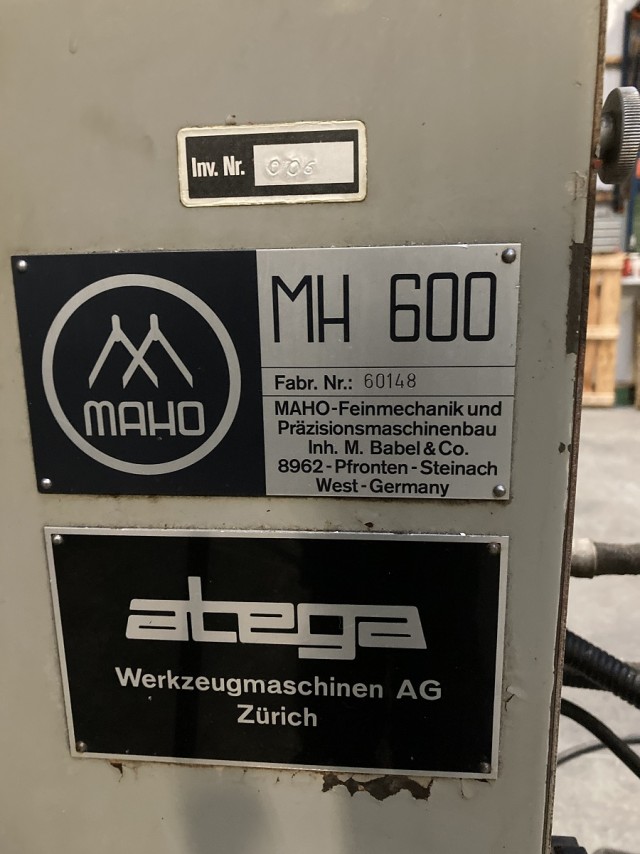 Inv. Nr. 006
MAHO
MH 600
Fabr. Nr.: 60148
MAHO-Feinmechanik und
Präzisionsmaschinenbau
Inh. M. Babel & Co.
8962 - Pfronten - Steinach
West - Germany
atega
Werkzeugmaschinen AG
Zürich